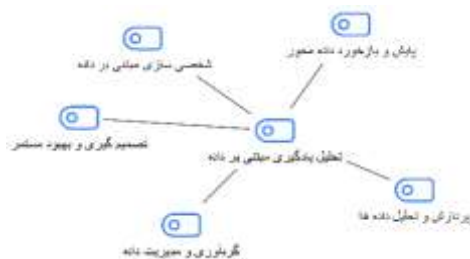 پایش و بازخورد داده محور
شخصی سازی مبتنی بر داده
تصمیم گیری و بهبود مستمر
تحلیل یادگیری مبتنی بر داده
پردازش و تحلیل داده ها
گردآوری و مدیریت داده